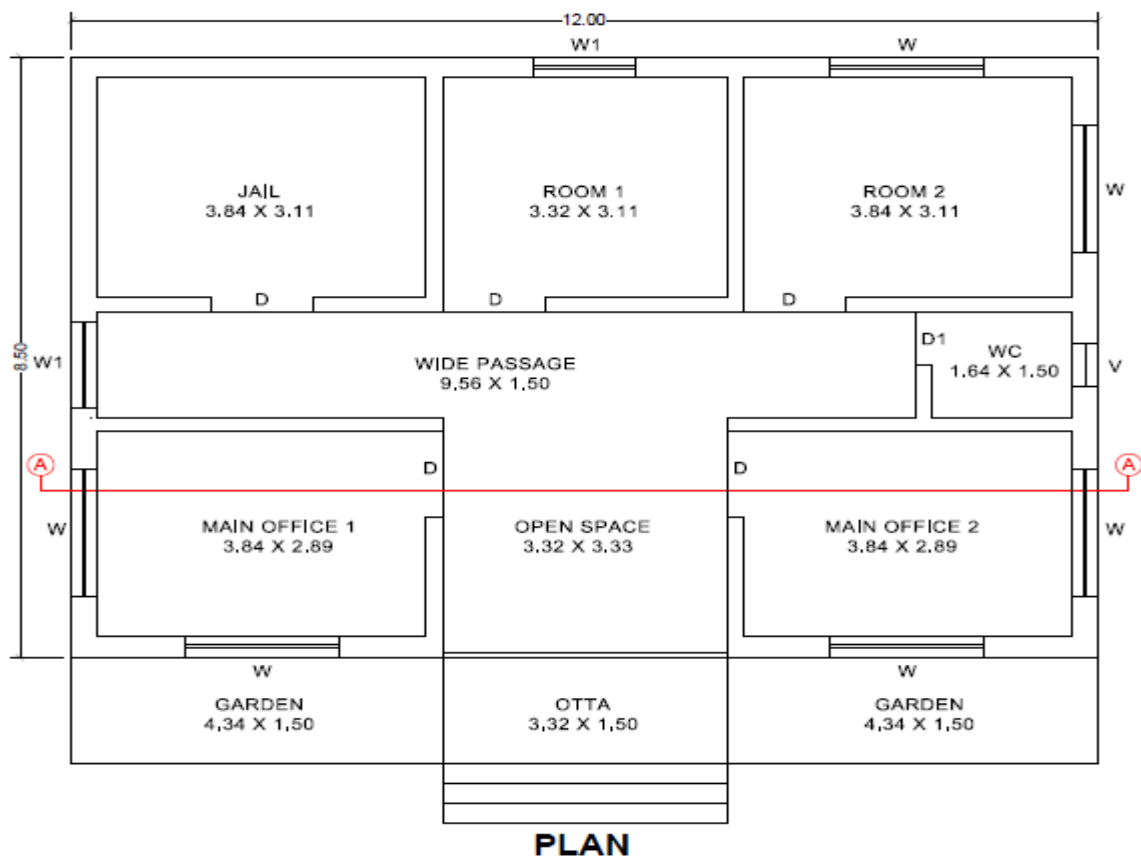 12.00
W1
W
JAIL
3.84 X 3.11
ROOM 1
3.32 X 3.11
ROOM 2
3.84 X 3.11
W
D
D
D
8.50
W1
WIDE PASSAGE
9.56 X 1.50
D1
WC
1.64 X 1.50
V
A
D
D
A
W
MAIN OFFICE 1
3.84 X 2.89
OPEN SPACE
3.32 X 3.33
MAIN OFFICE 2
3.84 X 2.89
W
W
W
GARDEN
4.34 X 1.50
OTTA
3.32 X 1.50
GARDEN
4.34 X 1.50
PLAN